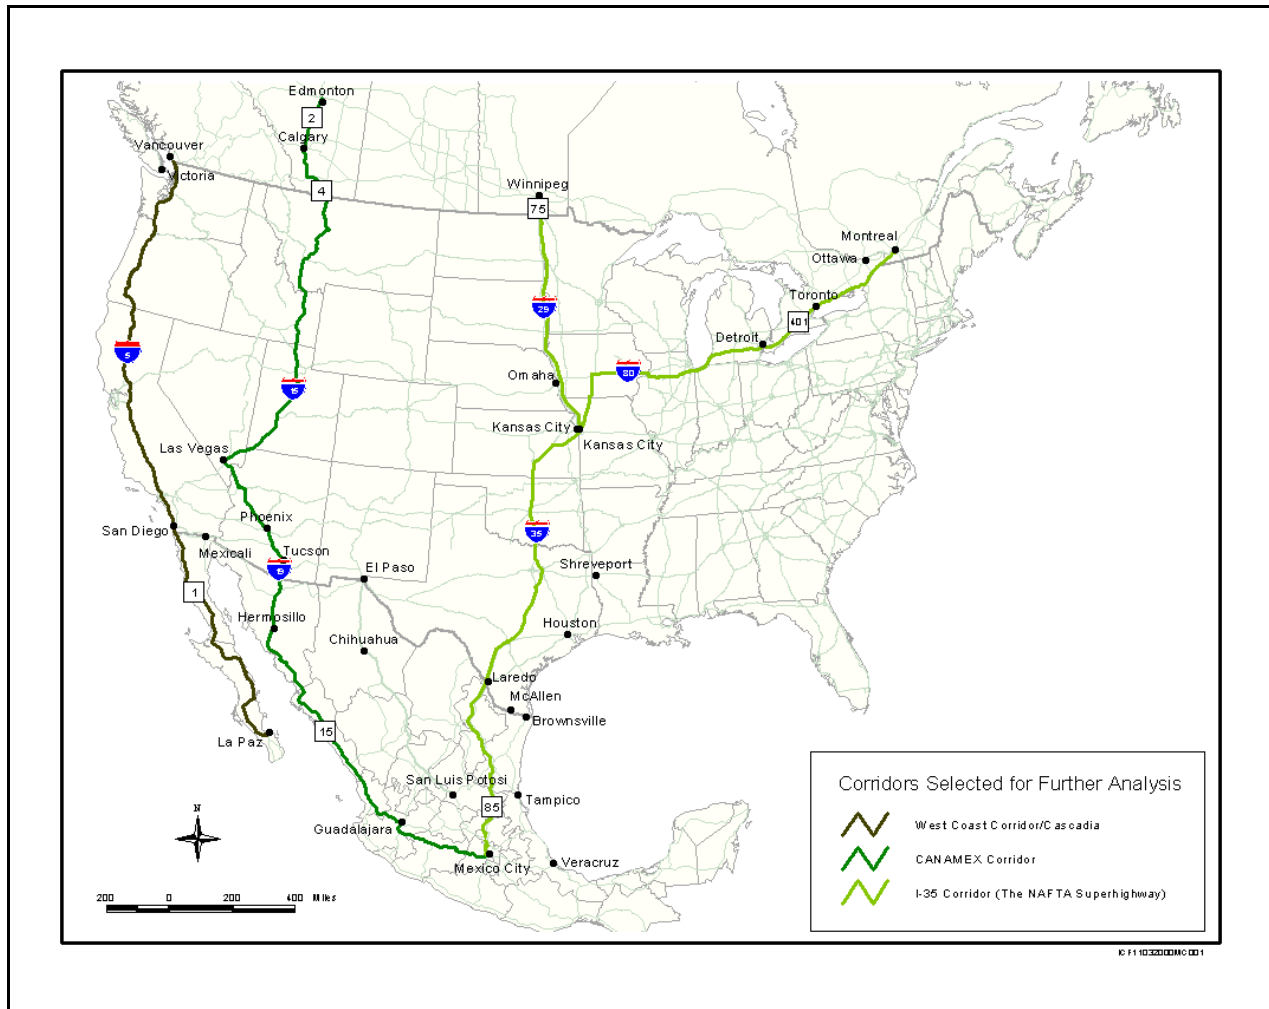 Edmonton
2
Calgary
Vancouver
Victoria
4
Winnipeg
75
Montreal
Ottawa
Toronto
401
Detroit
29
5
15
80
Omaha
Kansas City
Kansas City
Las Vegas
San Diego
Mexicali
Phoenix
Tucson
19
35
El Paso
Shreveport
1
Hermosillo
Chihuahua
Houston
Laredo
McAllen
Brownsville
La Paz
15
San Luis Potosi
Tampico
85
Guadalajara
Mexico City
Veracruz
N
200 0 200 400 Miles
Corridors Selected for Further Analysis
West Coast Corridor/Cascadia
CANAMEX Corridor
I-35 Corridor (The NAFTA Superhighway)
ICF11032000MC001